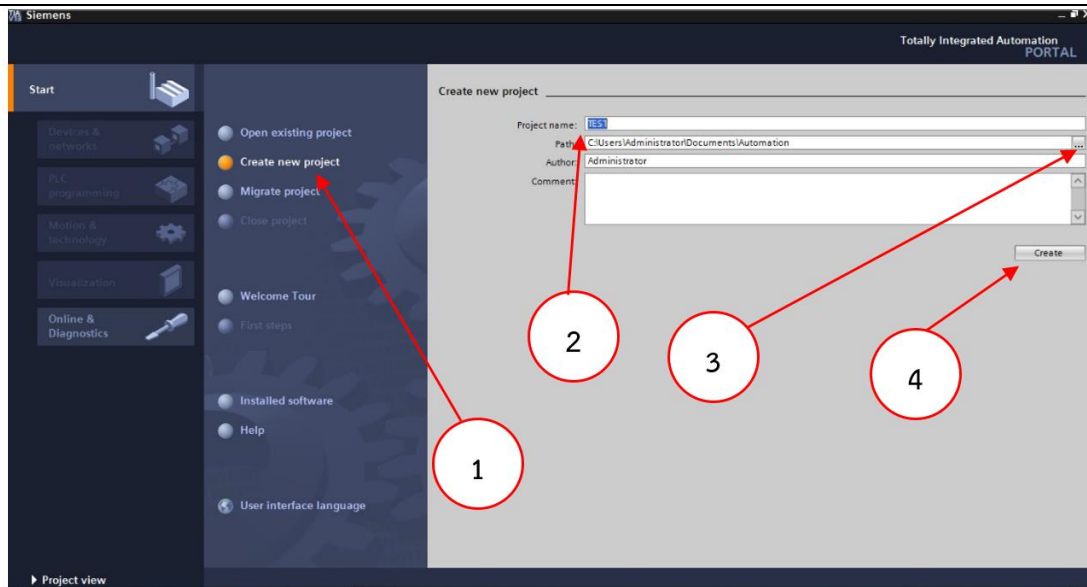 Siemens
Totally Integrated Automation
PORTAL
Start
Devices &
networks
PLC
programming
Motion &
technology
Visualization
Online &
Diagnostics
Open existing project
Create new project
Migrate project
Close project
Welcome Tour
First steps
Installed software
Help
User interface language
Create new project
Project name: TEST
Path: C:\Users\Administrator\Documents\Automation
...
Author: Administrator
Comment:
Create
1
2
3
4
Project view